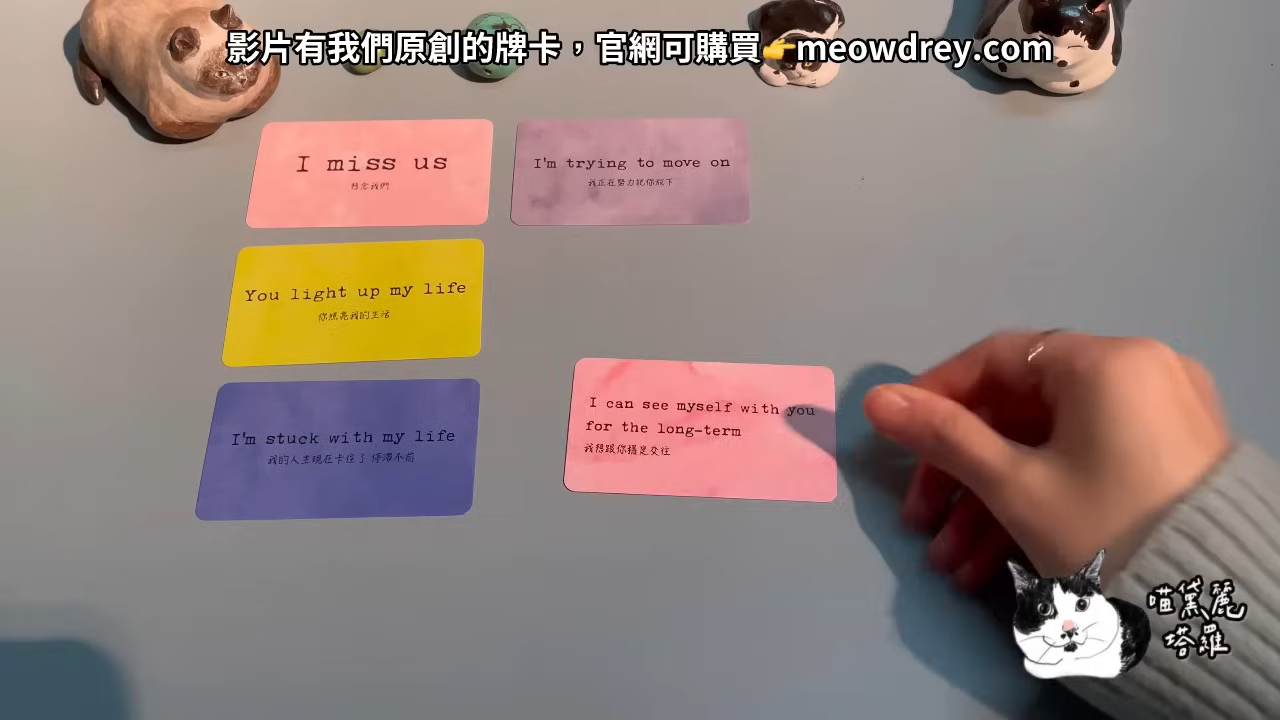 影片有我們原創的牌卡，官網可購買👉meowdrey.com
I miss us
想念我們
I'm trying to move on
我正在努力把你放下
You light up my life
你照亮我的生活
I'm stuck with my life
我的人生現在卡住了 停滯不前
I can see myself with you
for the long-term
我想跟你穩定交往
喵黛麗
塔羅